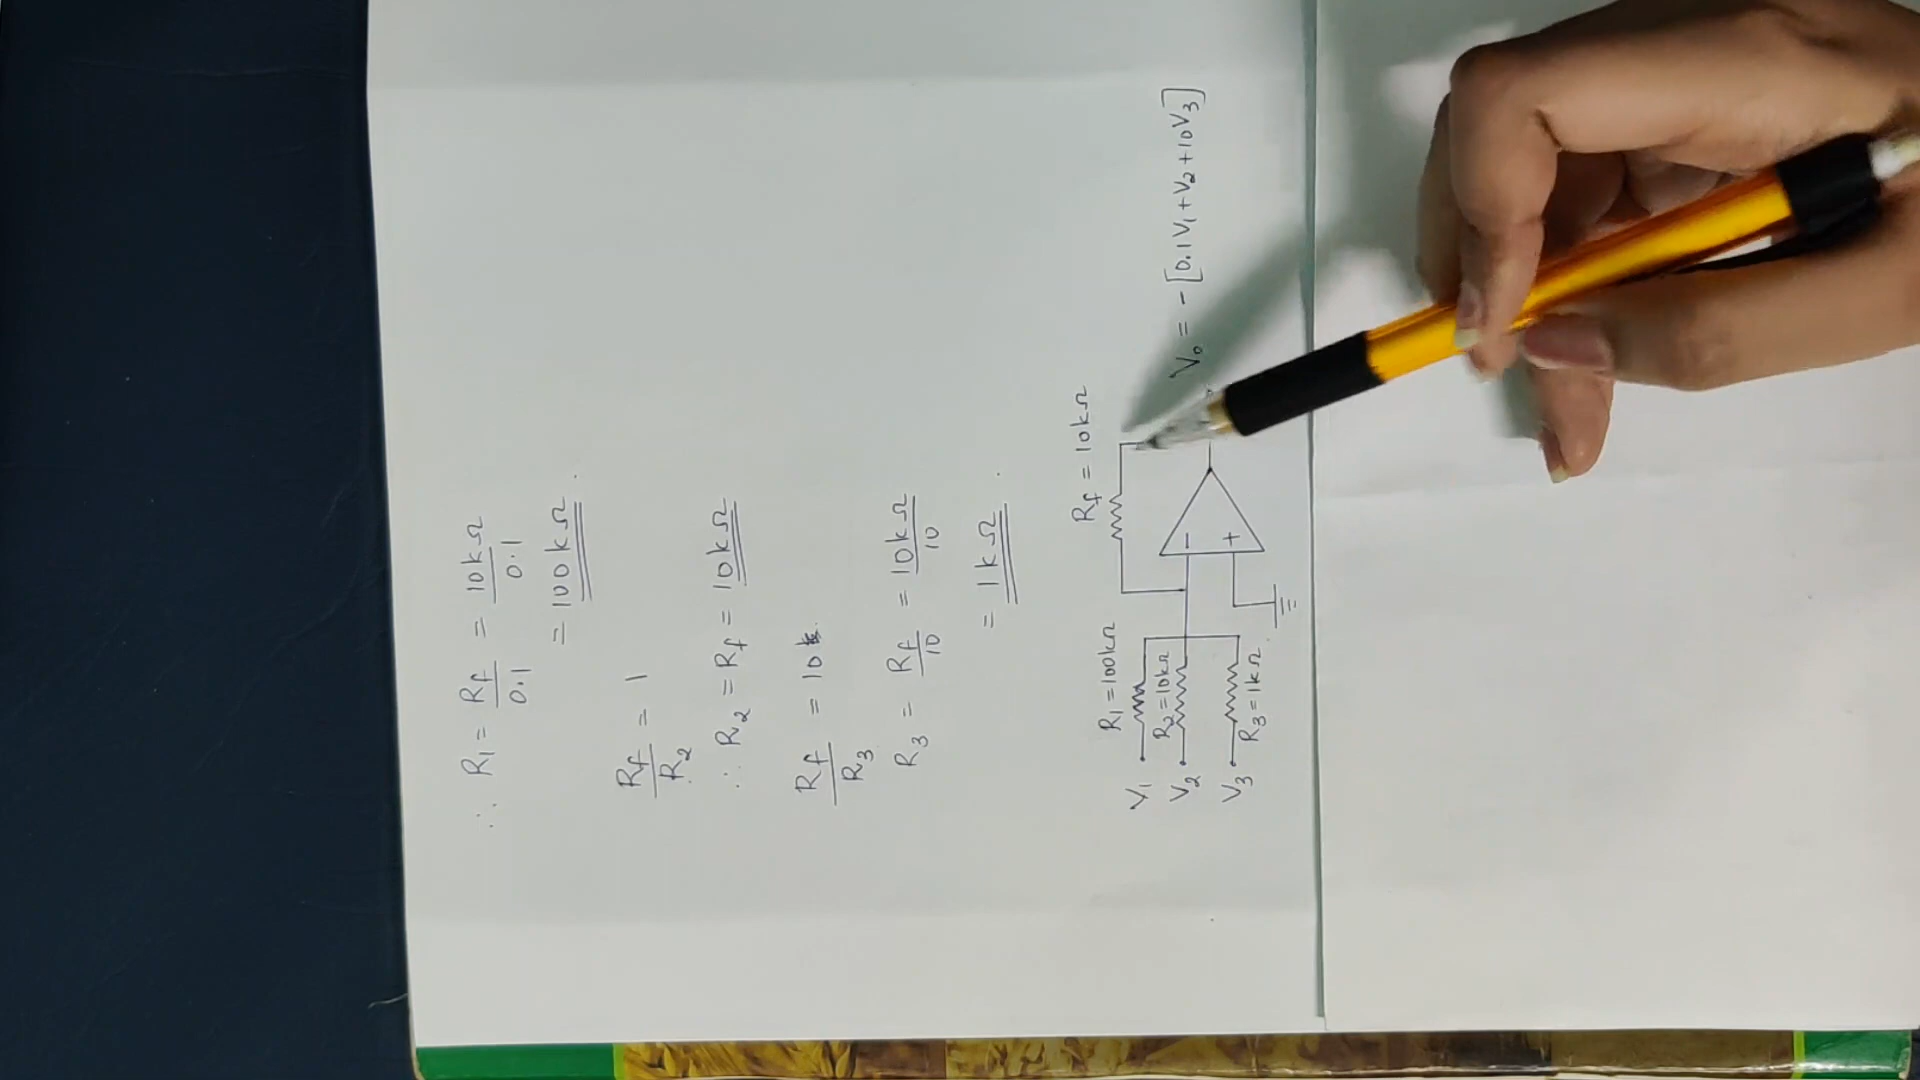 ∴ R1 = Rf/0.1 = 10kΩ/0.1
= 100kΩ.
Rf/R2 = 1
∴ R2 = Rf = 10kΩ
Rf/R3 = 10
R3 = Rf/10 = 10kΩ/10
= 1kΩ.
Rf = 10kΩ
R1=100kΩ
V1
R2=10kΩ
V2
-
+
V3
R3=1kΩ
Vo = -[0.1V1+V2+10V3]